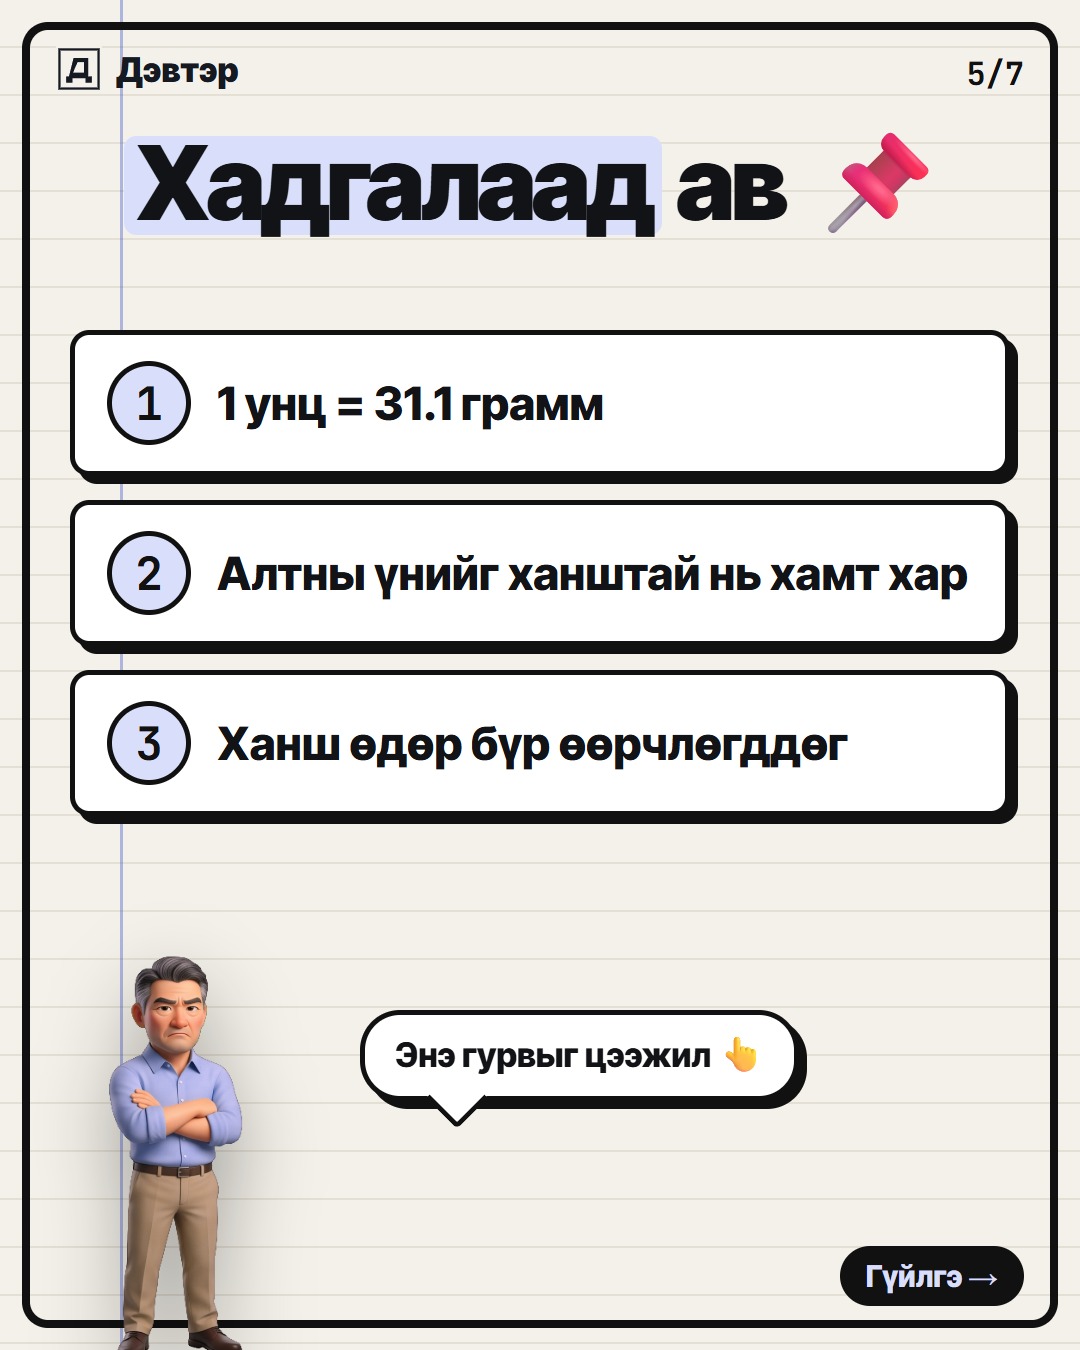 Д Дэвтэр
5/7
Хадгалаад ав
1 1 унц = 31.1 грамм
2 Алтны үнийг ханштай нь хамт хар
3 Ханш өдөр бүр өөрчлөгддөг
Энэ гурвыг цээжил
Гүйлгэ →